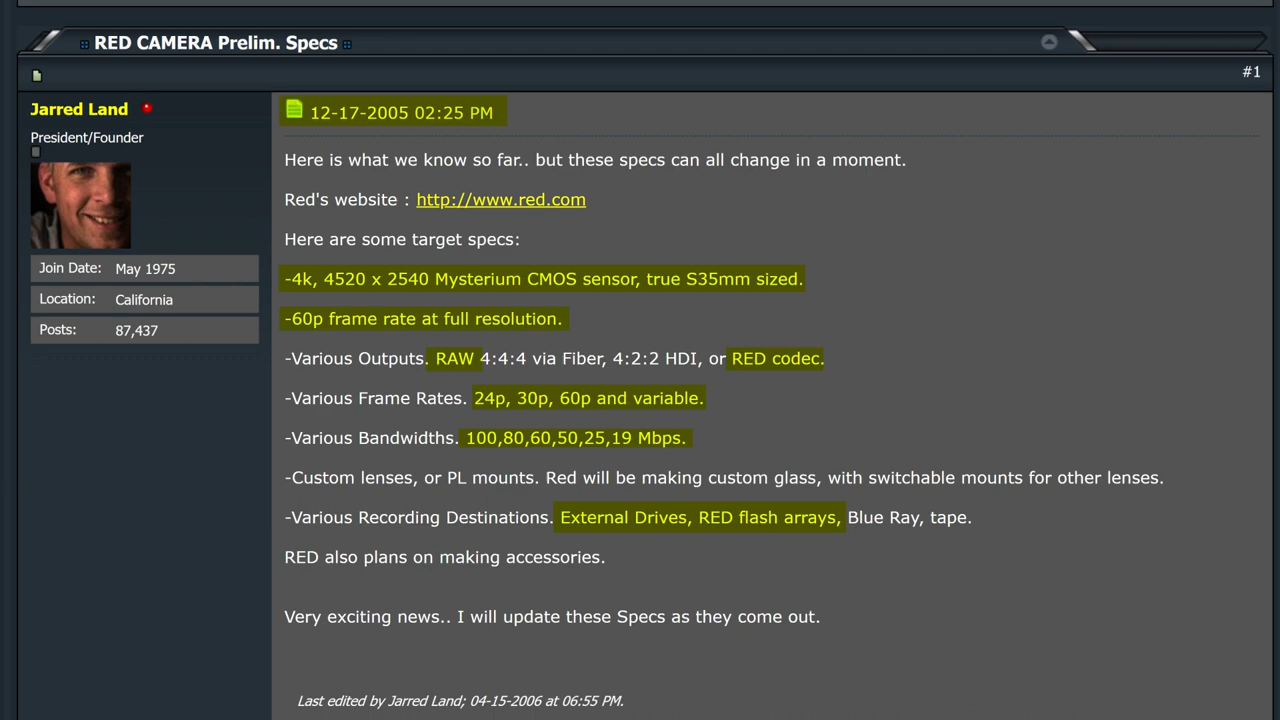 RED CAMERA Prelim. Specs
#1
Jarred Land
President/Founder
Join Date: May 1975
Location: California
Posts: 87,437
12-17-2005 02:25 PM
Here is what we know so far.. but these specs can all change in a moment.
Red's website : http://www.red.com
Here are some target specs:
-4k, 4520 x 2540 Mysterium CMOS sensor, true S35mm sized.
-60p frame rate at full resolution.
-Various Outputs. RAW 4:4:4 via Fiber, 4:2:2 HDI, or RED codec.
-Various Frame Rates. 24p, 30p, 60p and variable.
-Various Bandwidths. 100,80,60,50,25,19 Mbps.
-Custom lenses, or PL mounts. Red will be making custom glass, with switchable mounts for other lenses.
-Various Recording Destinations. External Drives, RED flash arrays, Blue Ray, tape.
RED also plans on making accessories.
Very exciting news.. I will update these Specs as they come out.
Last edited by Jarred Land; 04-15-2006 at 06:55 PM.